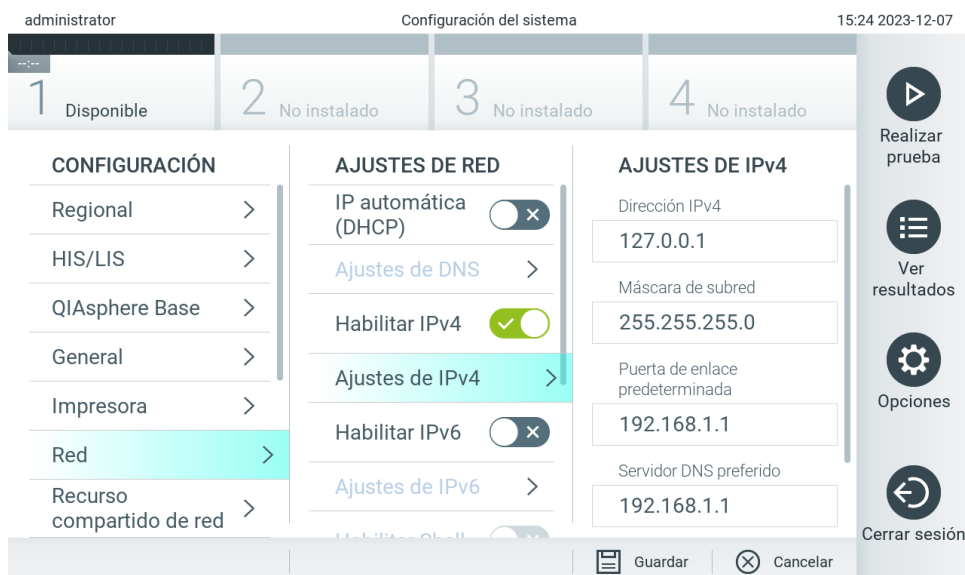 administrator
Configuración del sistema
15:24 2023-12-07
--:--
1 Disponible
2 No instalado
3 No instalado
4 No instalado
CONFIGURACIÓN
Regional
HIS/LIS
QIAsphere Base
General
Impresora
Red
Recurso
compartido de red
AJUSTES DE RED
IP automática
(DHCP)
Ajustes de DNS
Habilitar IPv4
Ajustes de IPv4
Habilitar IPv6
Ajustes de IPv6
AJUSTES DE IPv4
Dirección IPv4
127.0.0.1
Máscara de subred
255.255.255.0
Puerta de enlace
predeterminada
192.168.1.1
Servidor DNS preferido
192.168.1.1
Guardar
Cancelar
Realizar
prueba
Ver
resultados
Opciones
Cerrar sesión